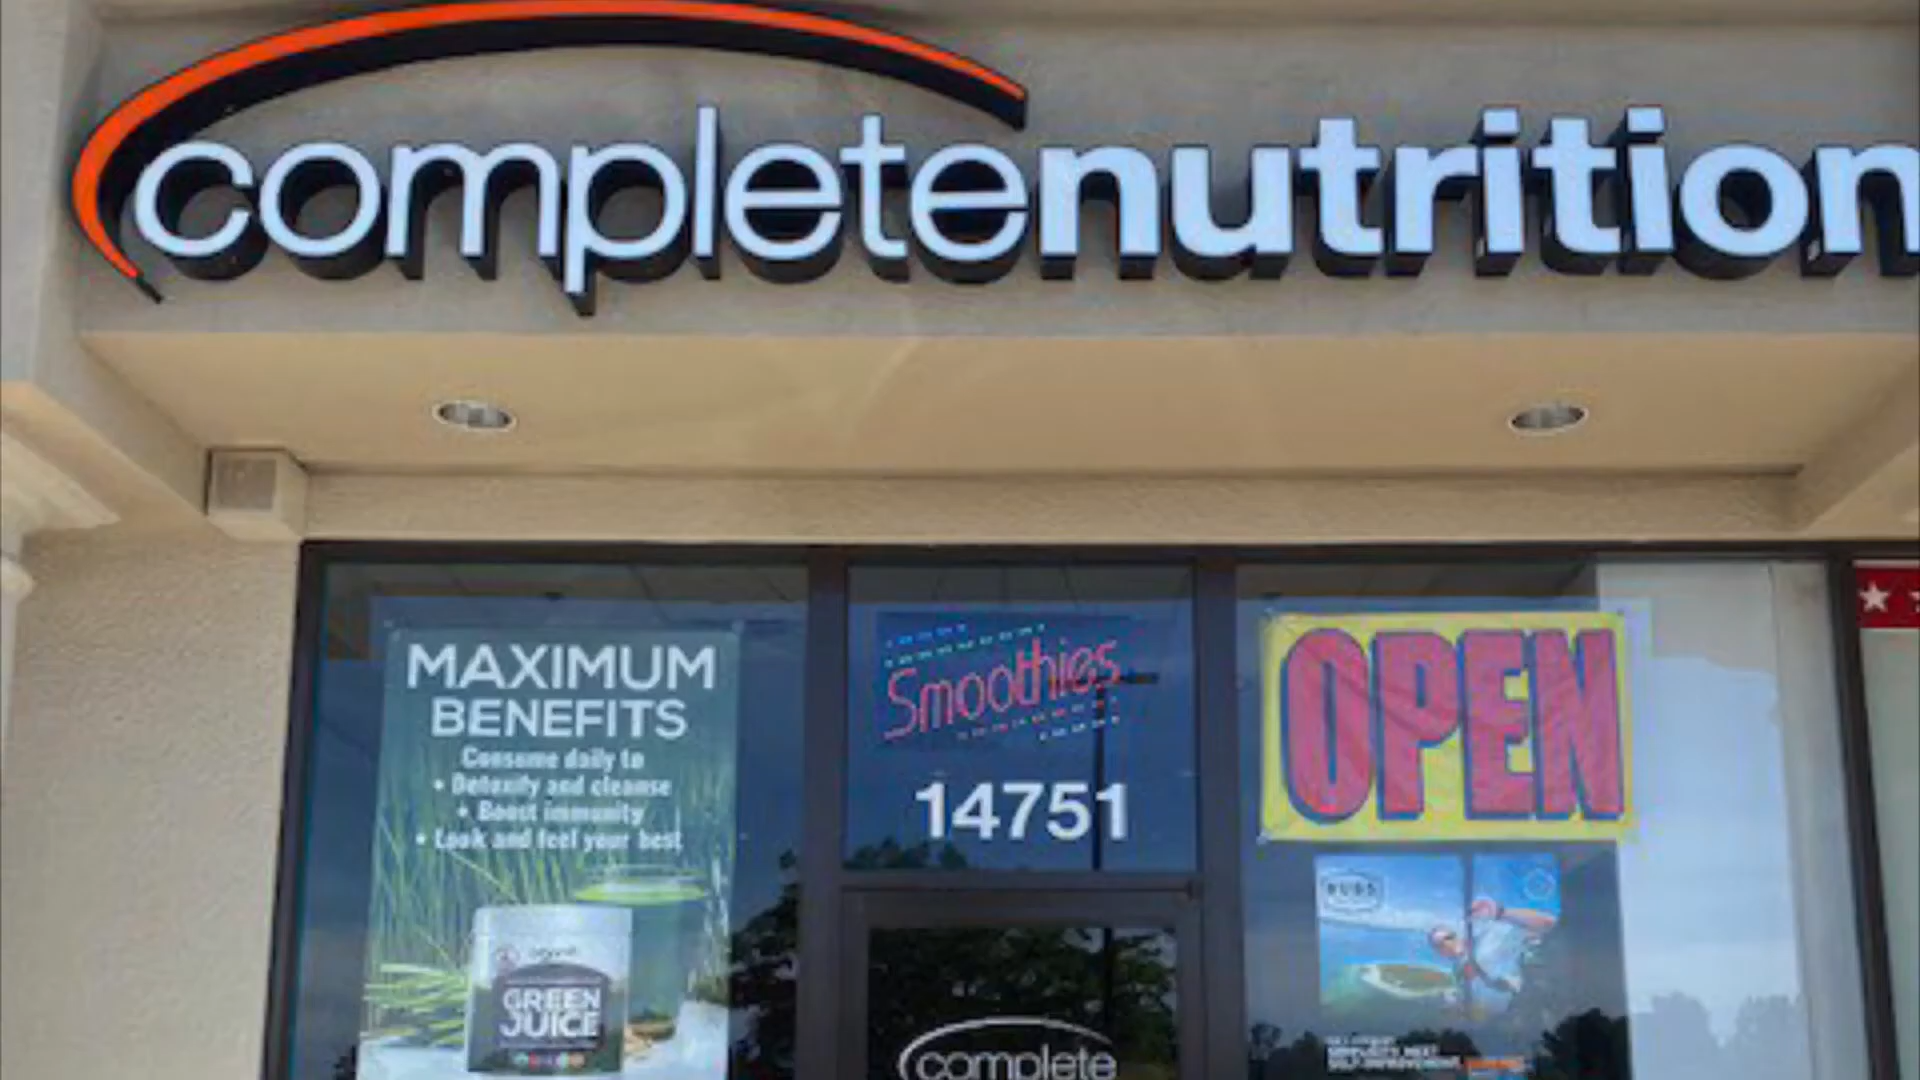 completenutrition
MAXIMUM
BENEFITS
Consume daily to
• Detoxify and cleanse
• Boost immunity
• Look and feel your best
GREEN
JUICE
Smoothies
14751
complete
OPEN
BUBS